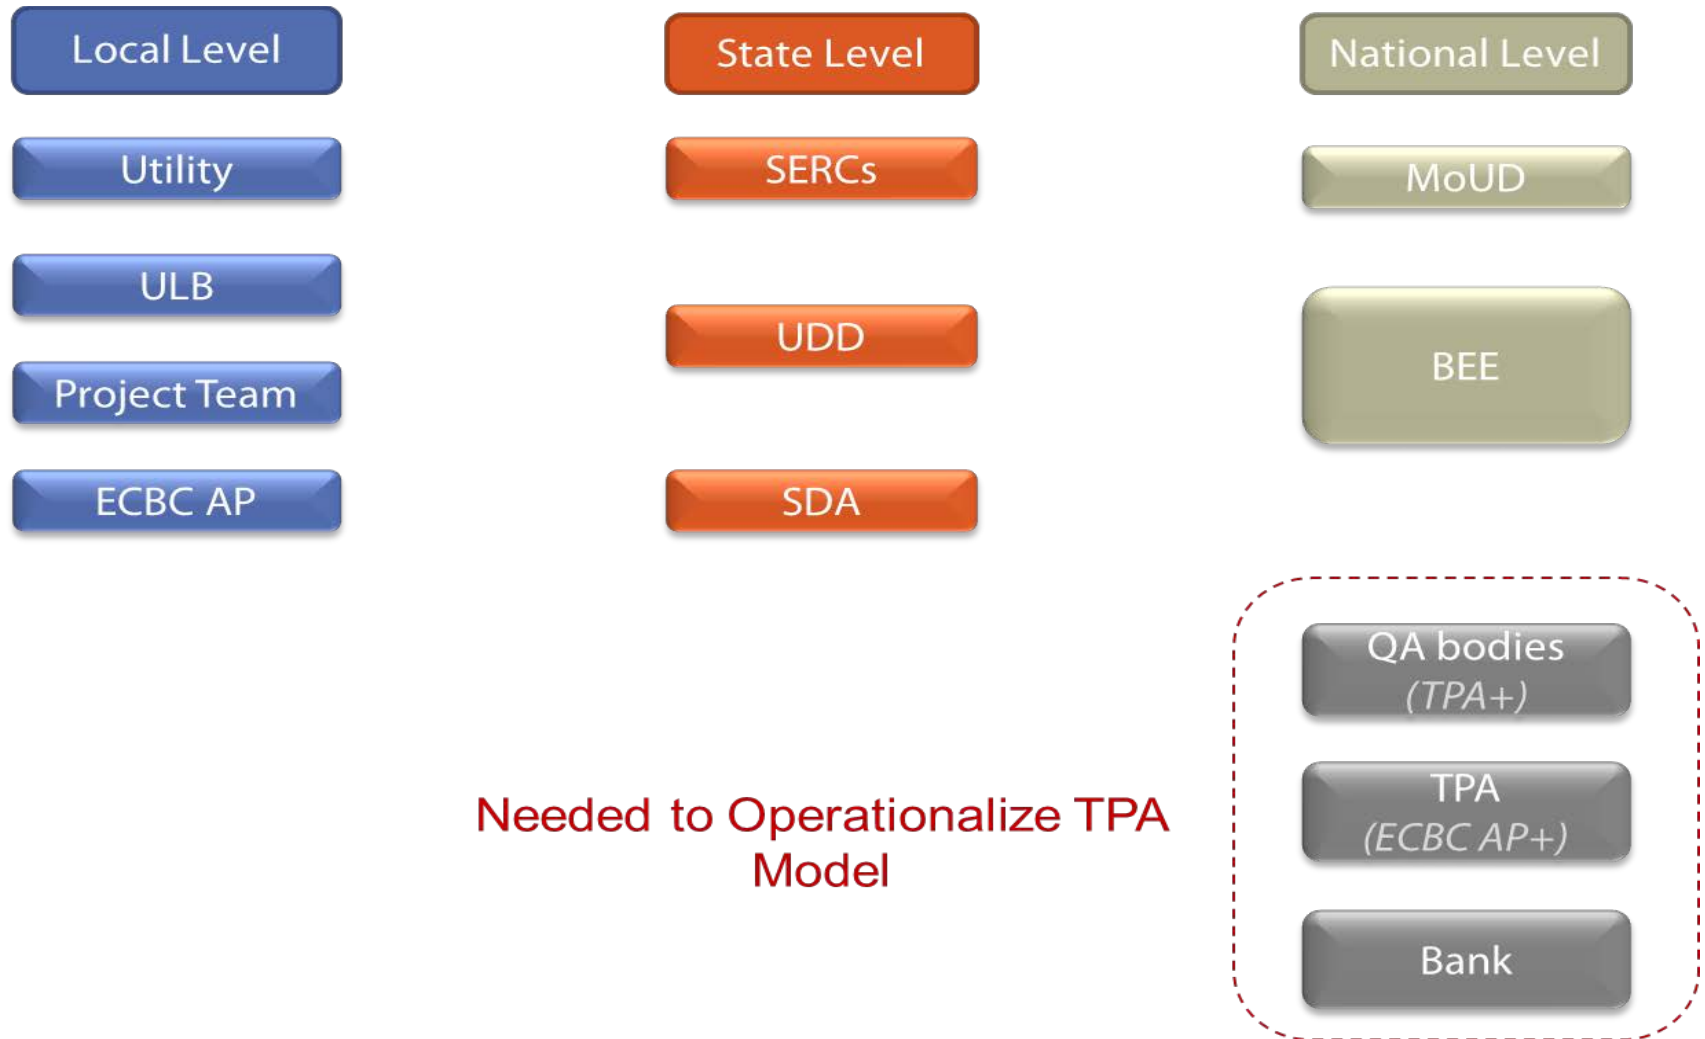 Local Level
Utility
ULB
Project Team
ECBC AP
State Level
SERCs
UDD
SDA
National Level
MoUD
BEE
QA bodies
(TPA+)
TPA
(ECBC AP+)
Bank
Needed to Operationalize TPA
Model